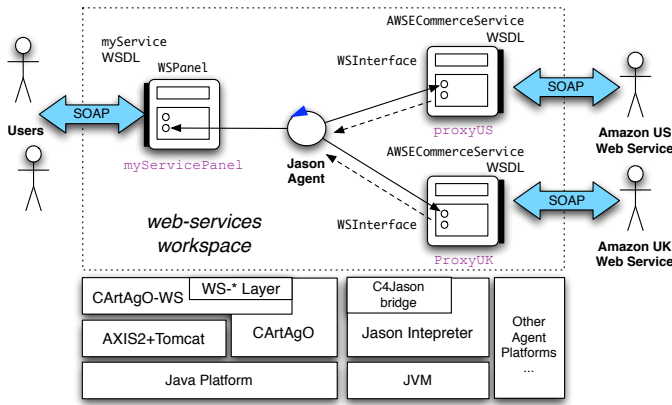 AWSECommerceService
WSDL
myService
WSDL
WSPanel
WSInterface
SOAP
SOAP
Users
proxyUS
Amazon US
Web Service
myServicePanel
Jason
Agent
AWSECommerceService
WSDL
SOAP
web-services
workspace
WSInterface
ProxyUK
Amazon UK
Web Service
WS-* Layer
CArtAgO-WS
C4Jason
bridge
AXIS2+Tomcat
CArtAgO
Jason Intepreter
Other
Agent
Platforms
...
Java Platform
JVM